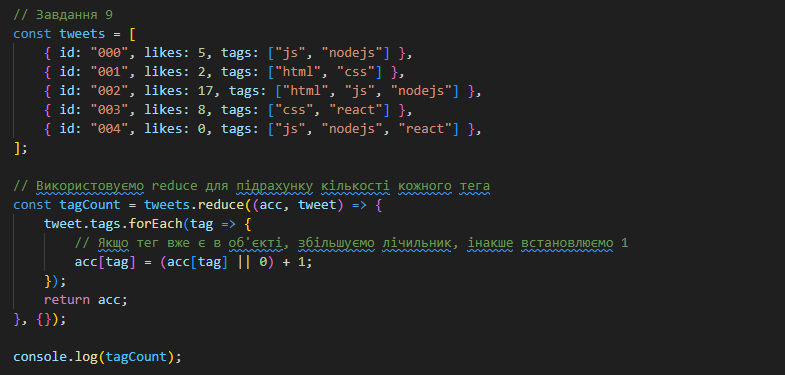 // Завдання 9
const tweets = [
    { id: "000", likes: 5, tags: ["js", "nodejs"] },
    { id: "001", likes: 2, tags: ["html", "css"] },
    { id: "002", likes: 17, tags: ["html", "js", "nodejs"] },
    { id: "003", likes: 8, tags: ["css", "react"] },
    { id: "004", likes: 0, tags: ["js", "nodejs", "react"] },
];

// Використовуємо reduce для підрахунку кількості кожного тега
const tagCount = tweets.reduce((acc, tweet) => {
    tweet.tags.forEach(tag => {
        // Якщо тег вже є в об'єкті, збільшуємо лічильник, інакше встановлюємо 1
        acc[tag] = (acc[tag] || 0) + 1;
    });
    return acc;
}, {});

console.log(tagCount);